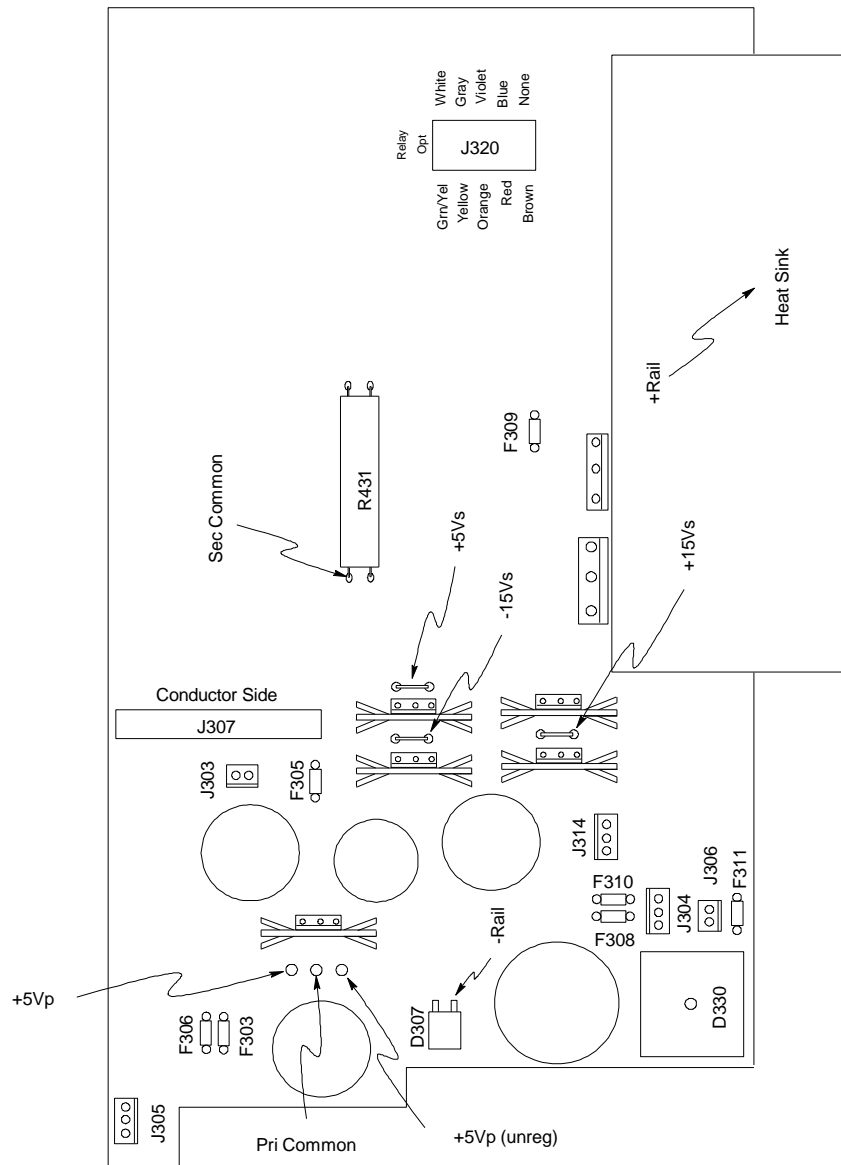 White
Gray
Violet
Blue
None
Relay
Opt
J320
Grn/Yel
Yellow
Orange
Red
Brown
Heat Sink
+Rail
F309
R431
Sec Common
+5Vs
-15Vs
+15Vs
Conductor Side
J307
J303
F305
J314
F310
F308
J304
J306
F311
-Rail
+5Vp
F306
F303
D307
D330
J305
Pri Common
+5Vp (unreg)